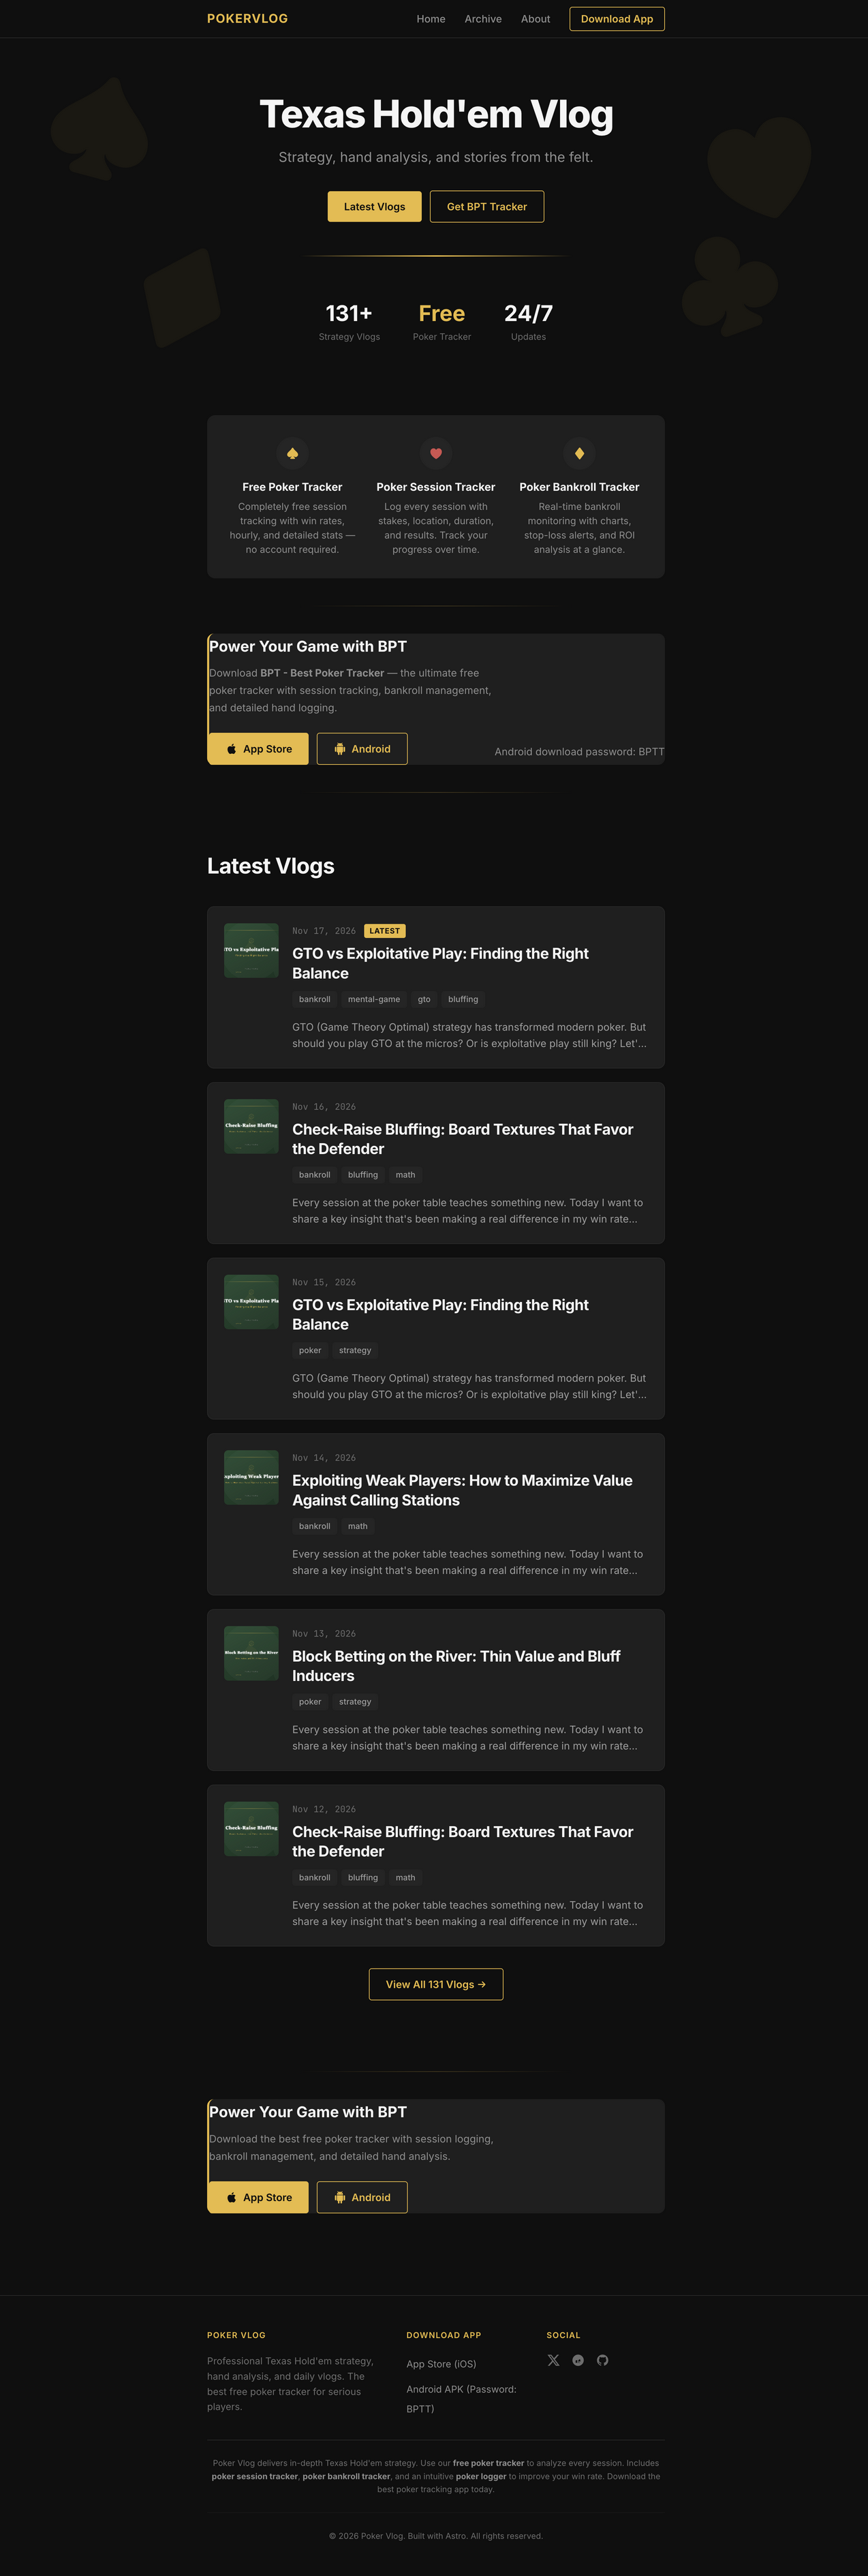 POKERVLOG
Home
Archive
About
Download App
Texas Hold'em Vlog
Strategy, hand analysis, and stories from the felt.
Latest Vlogs
Get BPT Tracker
131+
Strategy Vlogs
Free
Poker Tracker
24/7
Updates
Free Poker Tracker
Completely free session
tracking with win rates,
hourly, and detailed stats —
no account required.
Poker Session Tracker
Log every session with
stakes, location, duration,
and results. Track your
progress over time.
Poker Bankroll Tracker
Real-time bankroll
monitoring with charts,
stop-loss alerts, and ROI
analysis at a glance.
Power Your Game with BPT
Download BPT - Best Poker Tracker — the ultimate free
poker tracker with session tracking, bankroll management,
and detailed hand logging.
App Store
Android
Android download password: BPTT
Latest Vlogs
TO vs Exploitative Pla
Nov 17, 2026
LATEST
GTO vs Exploitative Play: Finding the Right
Balance
bankroll
mental-game
gto
bluffing
GTO (Game Theory Optimal) strategy has transformed modern poker. But
should you play GTO at the micros? Or is exploitative play still king? Let'...
Check-Raise Bluffing
Nov 16, 2026
Check-Raise Bluffing: Board Textures That Favor
the Defender
bankroll
bluffing
math
Every session at the poker table teaches something new. Today I want to
share a key insight that's been making a real difference in my win rate...
TO vs Exploitative Pla
Nov 15, 2026
GTO vs Exploitative Play: Finding the Right
Balance
poker
strategy
GTO (Game Theory Optimal) strategy has transformed modern poker. But
should you play GTO at the micros? Or is exploitative play still king? Let'...
xploiting Weak Player
Nov 14, 2026
Exploiting Weak Players: How to Maximize Value
Against Calling Stations
bankroll
math
Every session at the poker table teaches something new. Today I want to
share a key insight that's been making a real difference in my win rate...
Block Betting on the River
Nov 13, 2026
Block Betting on the River: Thin Value and Bluff
Inducers
poker
strategy
Every session at the poker table teaches something new. Today I want to
share a key insight that's been making a real difference in my win rate...
Check-Raise Bluffing
Nov 12, 2026
Check-Raise Bluffing: Board Textures That Favor
the Defender
bankroll
bluffing
math
Every session at the poker table teaches something new. Today I want to
share a key insight that's been making a real difference in my win rate...
View All 131 Vlogs →
Power Your Game with BPT
Download the best free poker tracker with session logging,
bankroll management, and detailed hand analysis.
App Store
Android
POKER VLOG
Professional Texas Hold'em strategy,
hand analysis, and daily vlogs. The
best free poker tracker for serious
players.
DOWNLOAD APP
App Store (iOS)
Android APK (Password:
BPTT)
SOCIAL
Poker Vlog delivers in-depth Texas Hold'em strategy. Use our free poker tracker to analyze every session. Includes
poker session tracker, poker bankroll tracker, and an intuitive poker logger to improve your win rate. Download the
best poker tracking app today.
© 2026 Poker Vlog. Built with Astro. All rights reserved.